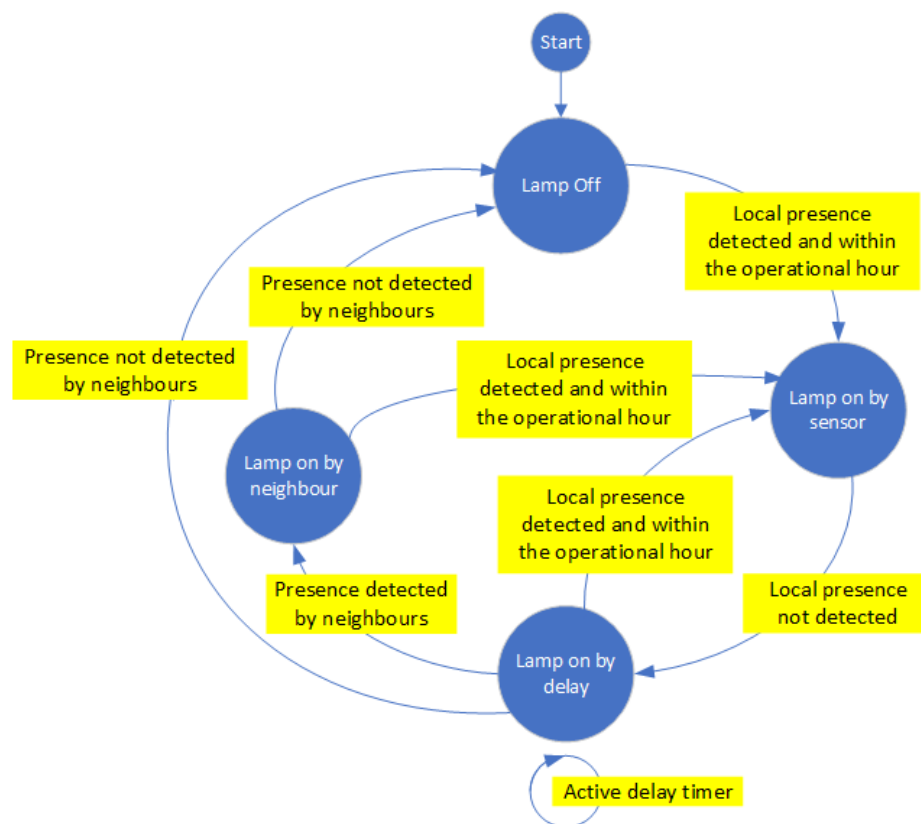 Start
Lamp Off
Local presence
detected and within
the operational hour
Presence not detected
by neighbours
Presence not detected
by neighbours
Local presence
detected and within
the operational hour
Lamp on by
sensor
Lamp on by
neighbour
Local presence
detected and within
the operational hour
Presence detected
by neighbours
Local presence
not detected
Lamp on by
delay
Active delay timer